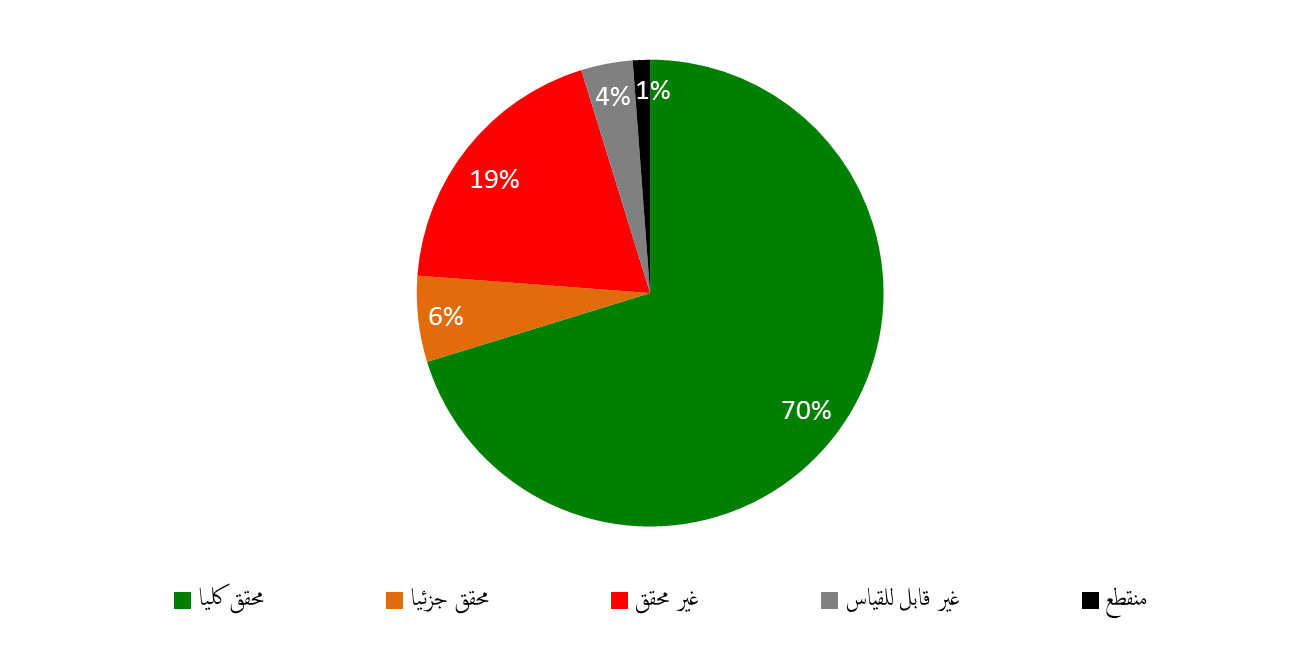 4%
1%
19%
6%
70%
محقق كليا
محقق جزئيا
غير محقق
غير قابل للقياس
منقطع